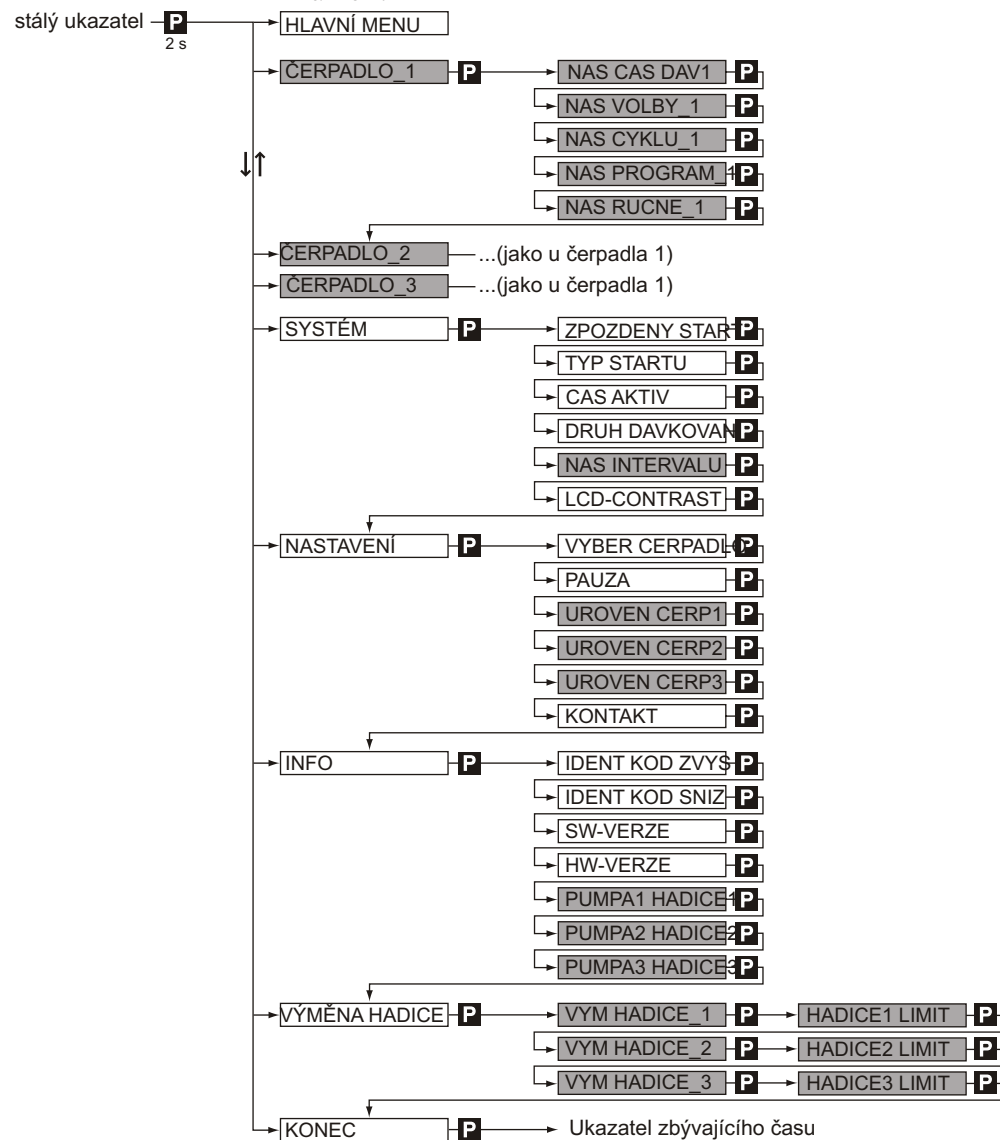 stálý ukazatel P HLAVNÍ MENU
2 s
ČERPADLO_1 P NAS CAS DAV1 P
NAS VOLBY_1 P
NAS CYKLU_1 P
↓↑
NAS PROGRAM_1 P
NAS RUCNE_1 P
ČERPADLO_2 ...(jako u čerpadla 1)
ČERPADLO_3 ...(jako u čerpadla 1)
SYSTÉM P ZPOZDENY START P
TYP STARTU P
CAS AKTIV P
DRUH DAVKOVAN P
NAS INTERVALU P
LCD-CONTRAST P
NASTAVENÍ P VYBER CERPADLO P
PAUZA P
UROVEN CERP1 P
UROVEN CERP2 P
UROVEN CERP3 P
KONTAKT P
INFO P IDENT KOD ZVYS P
IDENT KOD SNIZ P
SW-VERZE P
HW-VERZE P
PUMPA1 HADICE1 P
PUMPA2 HADICE2 P
PUMPA3 HADICE3 P
VÝMĚNA HADICE P VYM HADICE_1 P HADICE1 LIMIT P
VYM HADICE_2 P HADICE2 LIMIT P
VYM HADICE_3 P HADICE3 LIMIT P
KONEC P Ukazatel zbývajícího času